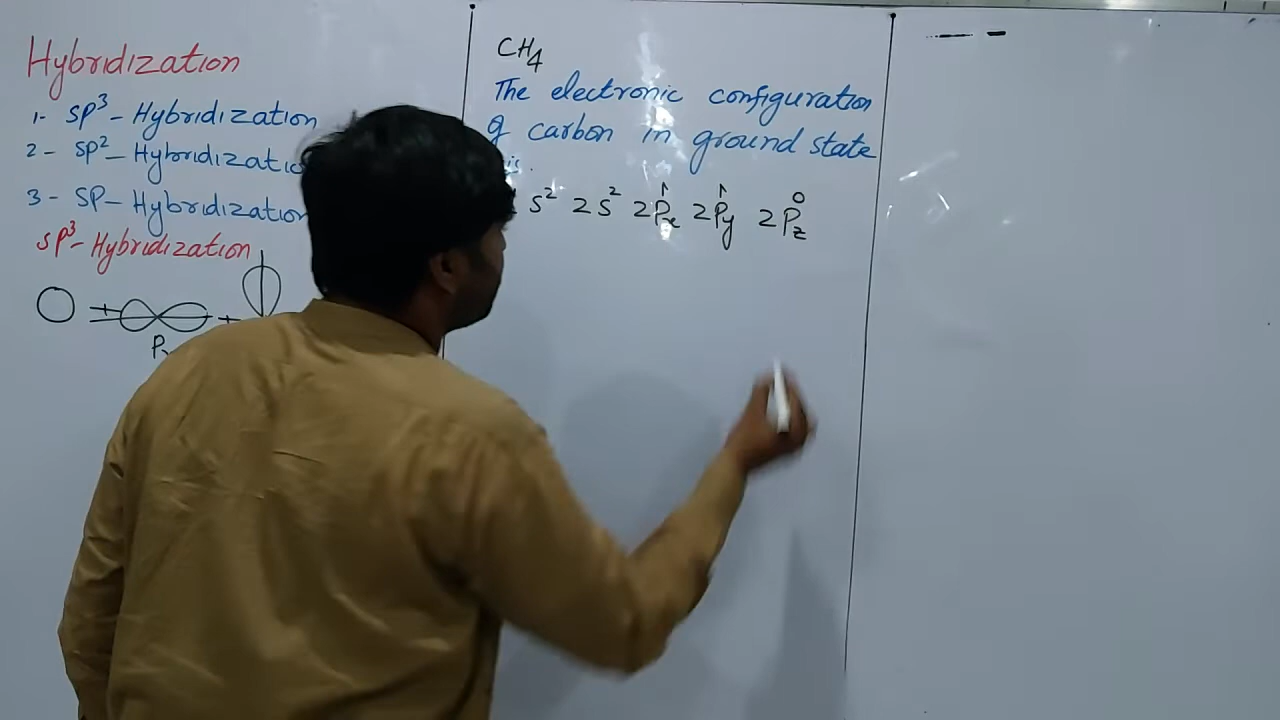 Hybridization
1- sp³-Hybridization
2- sp²-Hybridizatio
3- SP-Hybridization
sp³-Hybridization
CH₄
The electronic configuration
of carbon in ground state
is.
s² 2s² 2Px¹ 2Py¹ 2Pz⁰